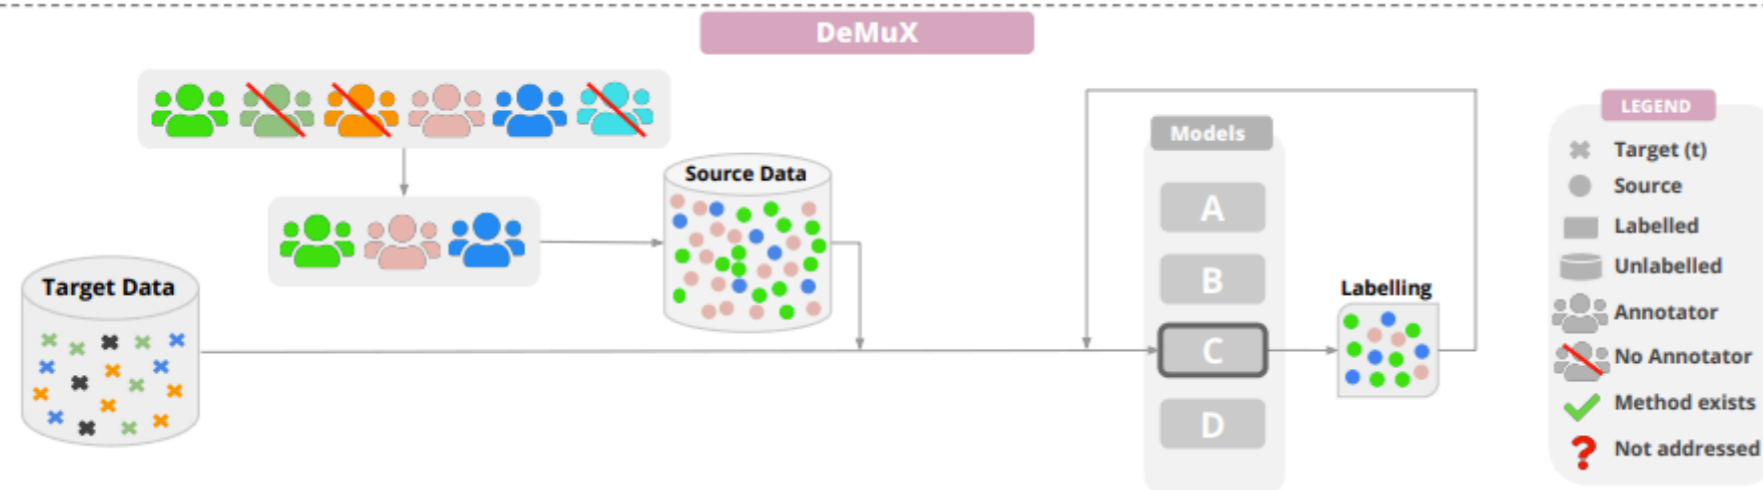 DeMuX
Source Data
Target Data
Models
A
B
C
D
Labelling
LEGEND
Target (t)
Source
Labelled
Unlabelled
Annotator
No Annotator
Method exists
Not addressed